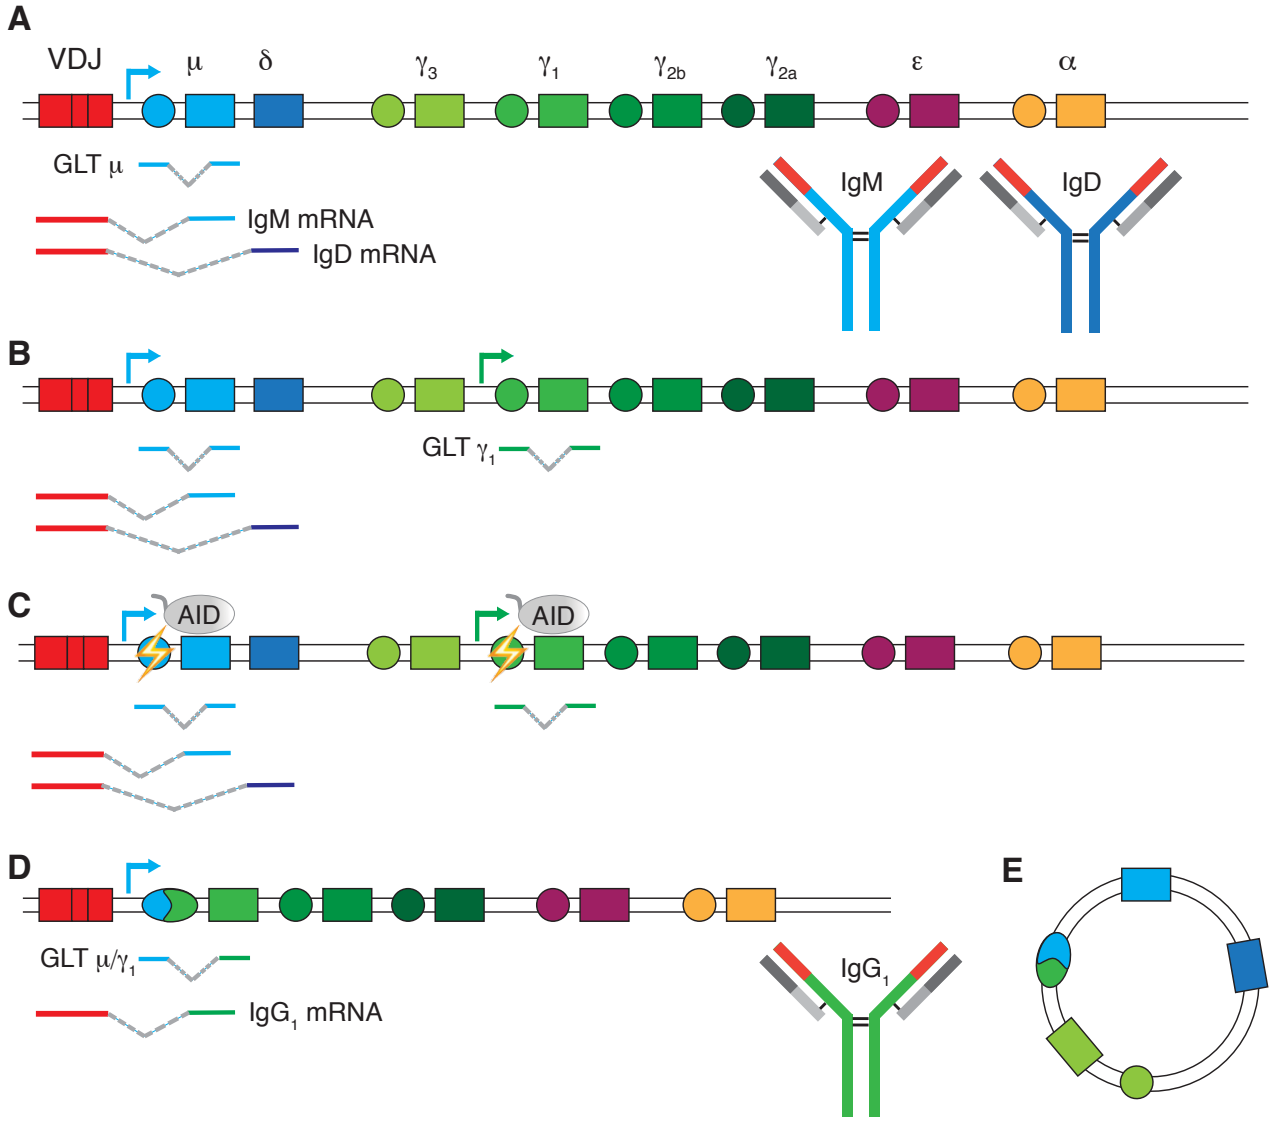 A
VDJ μ δ γ3 γ1 γ2b γ2a ε α
GLT μ
IgM IgD
IgM mRNA
IgD mRNA
B
GLT γ1
C
AID AID
D
E
GLT μ/γ1
IgG1
IgG1 mRNA